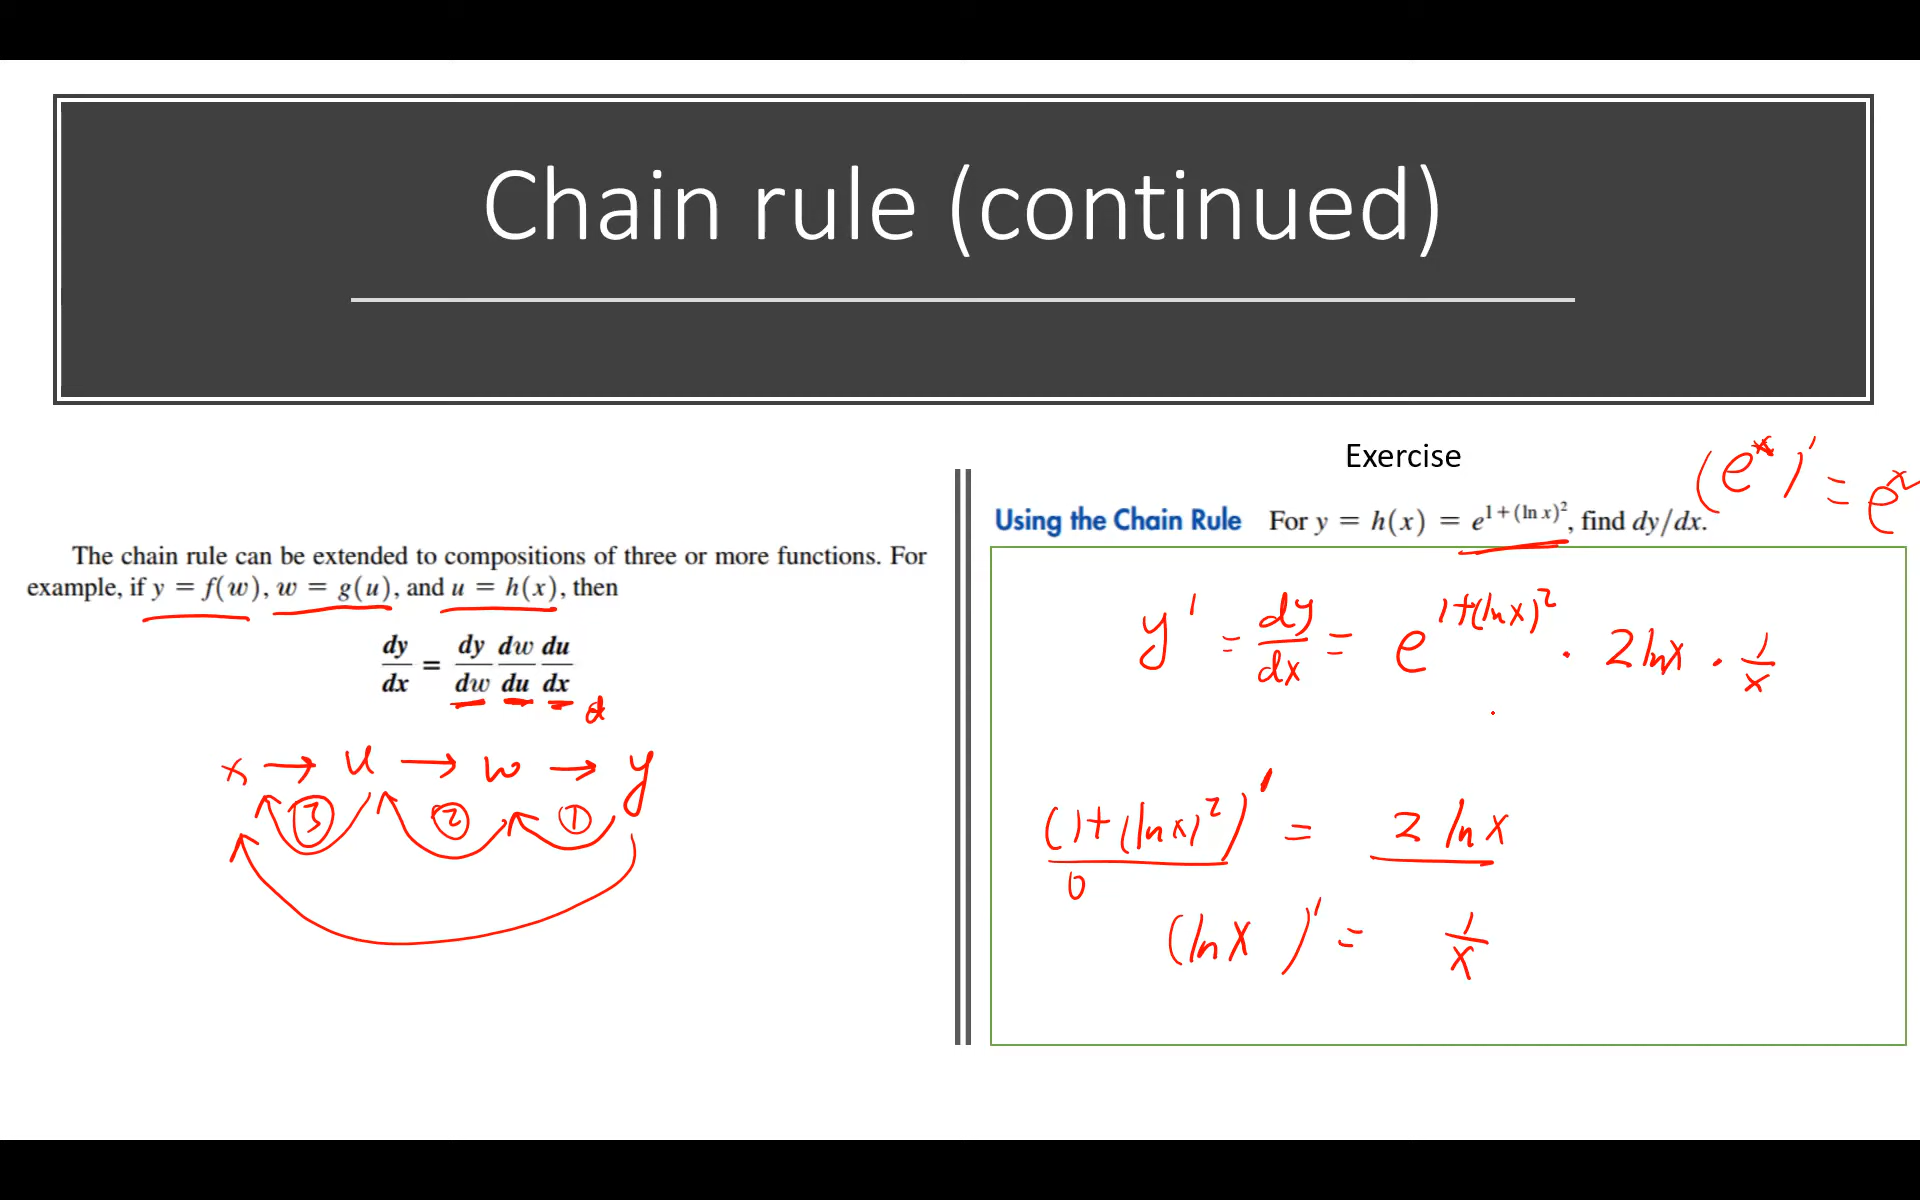 Chain rule (continued)
The chain rule can be extended to compositions of three or more functions. For
example, if y = f(w), w = g(u), and u = h(x), then
dy/dx = dy/dw dw/du du/dx
d
x → u → w → y
③ ② ①
Exercise
(eˣ)' = eˣ
Using the Chain Rule For y = h(x) = e^{1 + (ln x)²}, find dy/dx.
y' = dy/dx = e^{1+(ln x)²} · 2 ln x · 1/x
(1+(ln x)²)' = 2 ln x
0
(ln x)' = 1/x